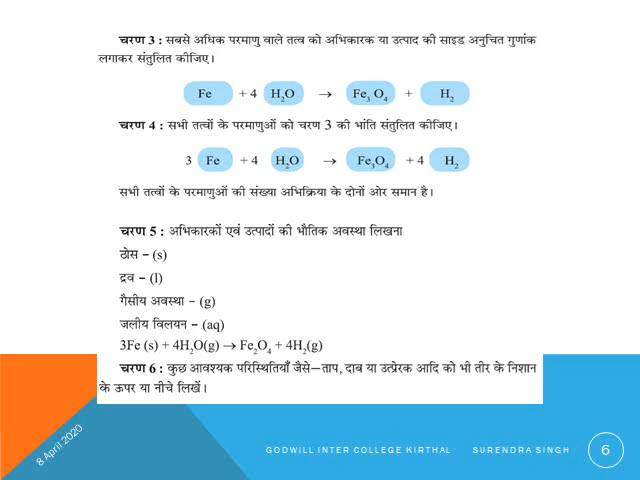 चरण 3 : सबसे अधिक परमाणु वाले तत्व को अभिकारक या उत्पाद की साइड अनुचित गुणांक
लगाकर संतुलित कीजिए।
Fe + 4 H₂O → Fe₃ O₄ + H₂
चरण 4 : सभी तत्वों के परमाणुओं को चरण 3 की भांति संतुलित कीजिए।
3 Fe + 4 H₂O → Fe₃O₄ + 4 H₂
सभी तत्वों के परमाणुओं की संख्या अभिक्रिया के दोनों ओर समान है।
चरण 5 : अभिकारकों एवं उत्पादों की भौतिक अवस्था लिखना
ठोस – (s)
द्रव – (l)
गैसीय अवस्था – (g)
जलीय विलयन – (aq)
3Fe (s) + 4H₂O(g) → Fe₂O₄ + 4H₂(g)
चरण 6 : कुछ आवश्यक परिस्थितियाँ जैसे–ताप, दाब या उत्प्रेरक आदि को भी तीर के निशान
के ऊपर या नीचे लिखें।
8 April 2020
GODWILL INTER COLLEGE KIRTHAL SURENDRA SINGH
6